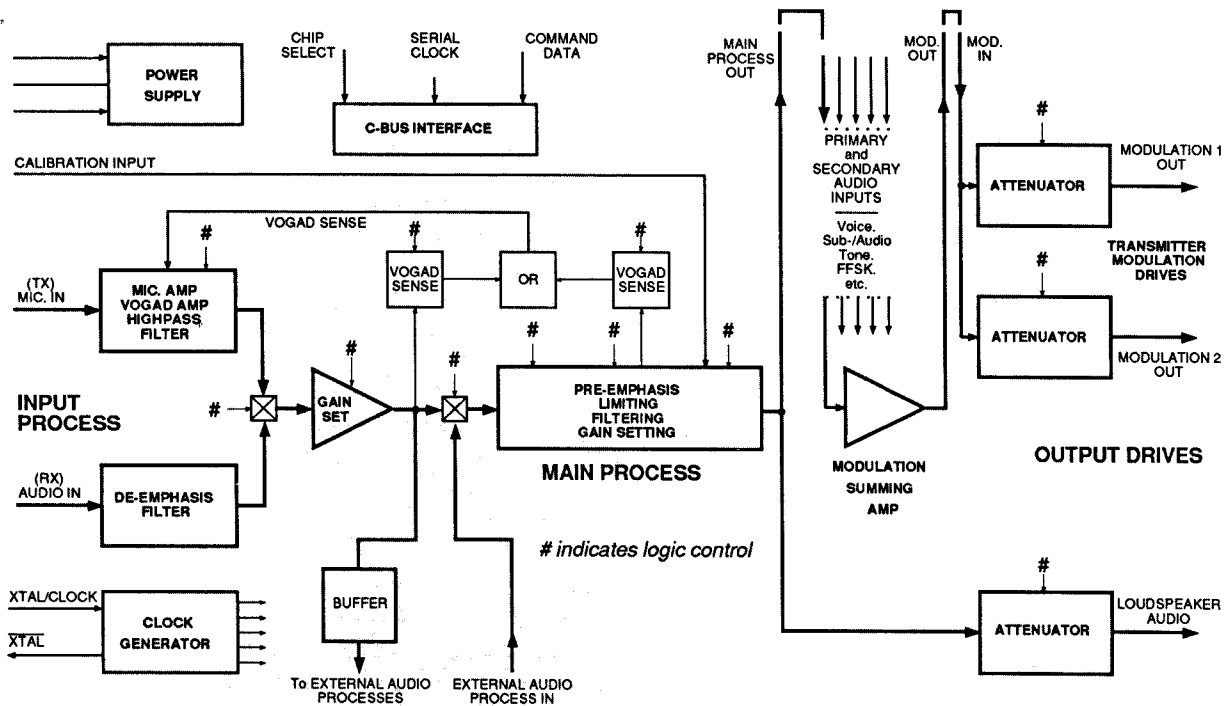 POWER
SUPPLY
CHIP
SELECT
SERIAL
CLOCK
COMMAND
DATA
C-BUS INTERFACE
CALIBRATION INPUT
VOGAD SENSE
#
#
#
VOGAD
SENSE
OR
VOGAD
SENSE
(TX)
MIC. IN
MIC. AMP
VOGAD AMP
HIGHPASS
FILTER
INPUT
PROCESS
#
#
GAIN
SET
#
#
#
#
PRE-EMPHASIS
LIMITING
FILTERING
GAIN SETTING
MAIN PROCESS
(RX)
AUDIO IN
DE-EMPHASIS
FILTER
# indicates logic control
XTAL/CLOCK
XTAL
CLOCK
GENERATOR
BUFFER
To EXTERNAL AUDIO
PROCESSES
EXTERNAL AUDIO
PROCESS IN
MAIN
PROCESS
OUT
PRIMARY
and
SECONDARY
AUDIO
INPUTS
Voice.
Sub-/Audio
Tone.
FFSK.
etc.
MOD.
OUT
MOD.
IN
MODULATION
SUMMING
AMP
#
ATTENUATOR
MODULATION 1
OUT
TRANSMITTER
MODULATION
DRIVES
#
ATTENUATOR
MODULATION 2
OUT
OUTPUT DRIVES
#
ATTENUATOR
LOUDSPEAKER
AUDIO